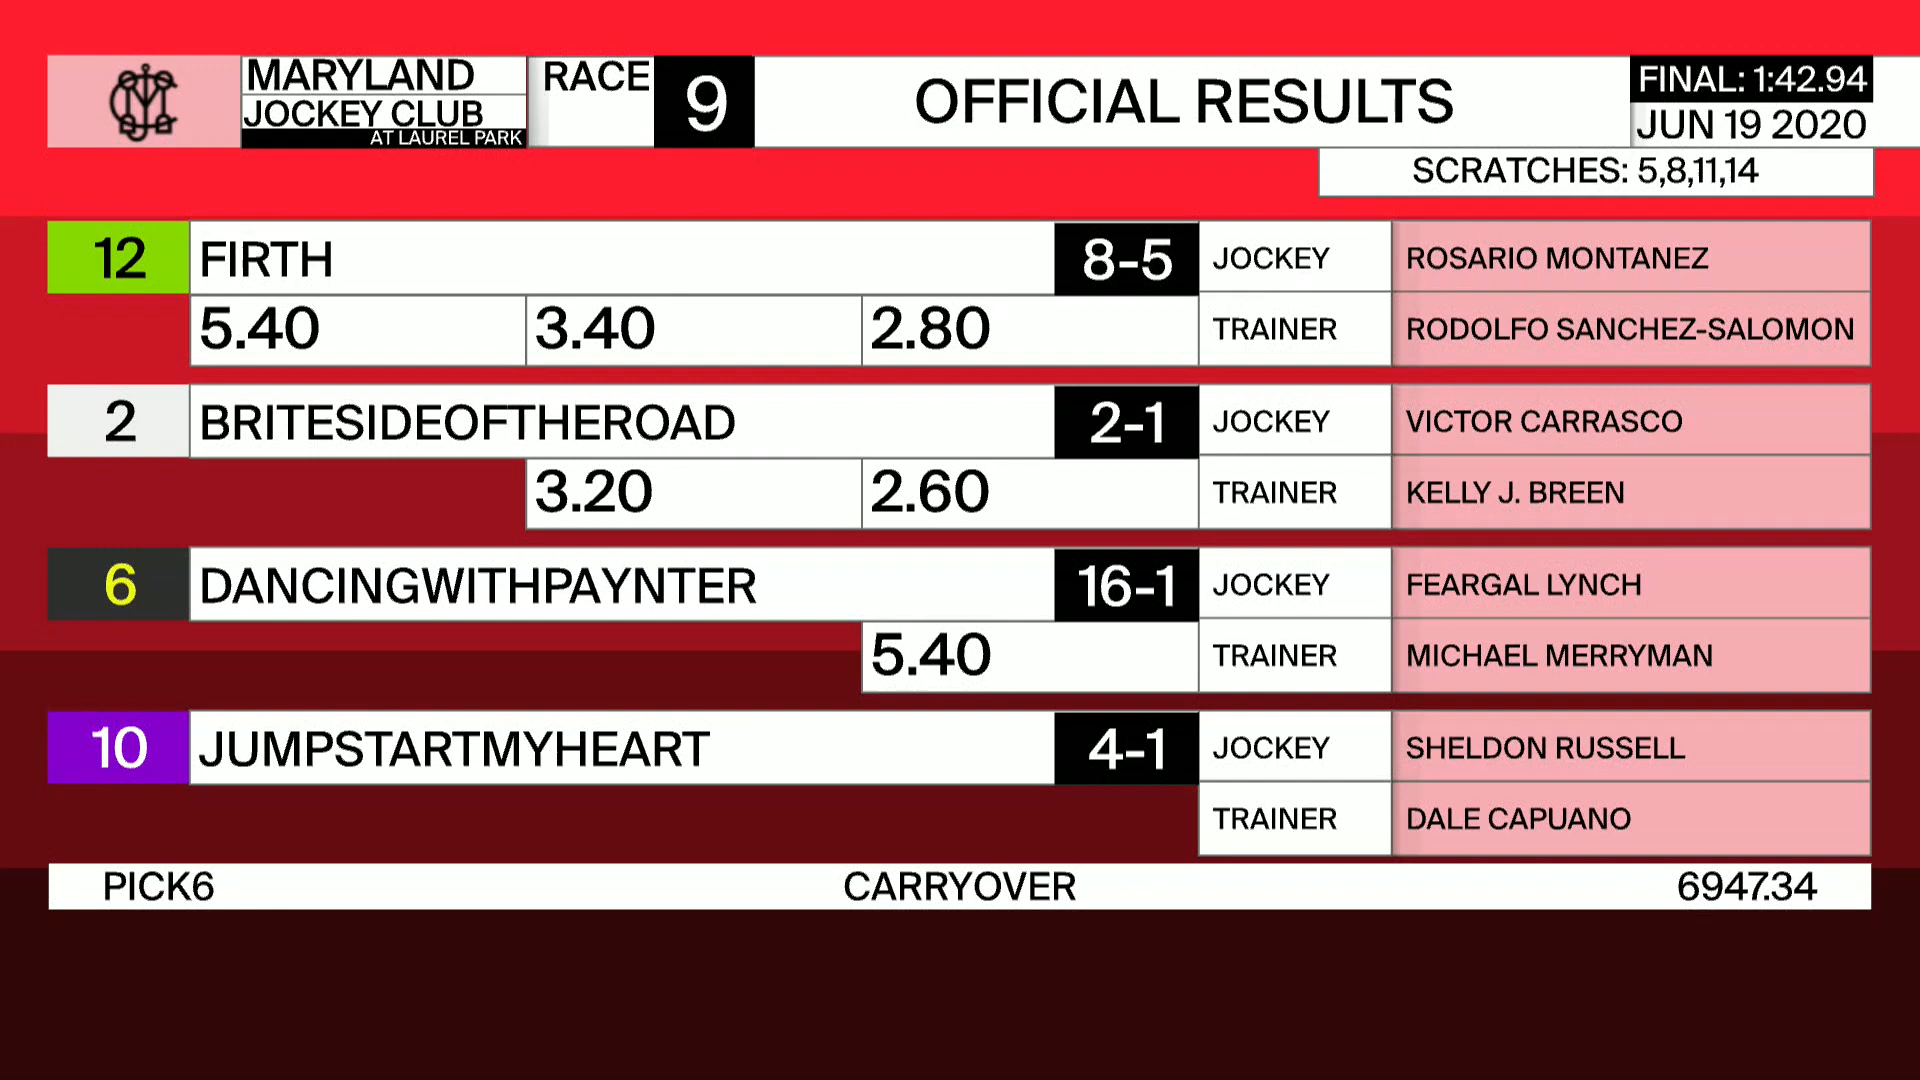 MARYLAND
JOCKEY CLUB
AT LAUREL PARK
RACE 9
OFFICIAL RESULTS
FINAL: 1:42.94
JUN 19 2020
SCRATCHES: 5,8,11,14
12 FIRTH 8-5 JOCKEY ROSARIO MONTANEZ
5.40 3.40 2.80 TRAINER RODOLFO SANCHEZ-SALOMON
2 BRITESIDEOFTHEROAD 2-1 JOCKEY VICTOR CARRASCO
3.20 2.60 TRAINER KELLY J. BREEN
6 DANCINGWITHPAYNTER 16-1 JOCKEY FEARGAL LYNCH
5.40 TRAINER MICHAEL MERRYMAN
10 JUMPSTARTMYHEART 4-1 JOCKEY SHELDON RUSSELL
TRAINER DALE CAPUANO
PICK6 CARRYOVER 6947.34